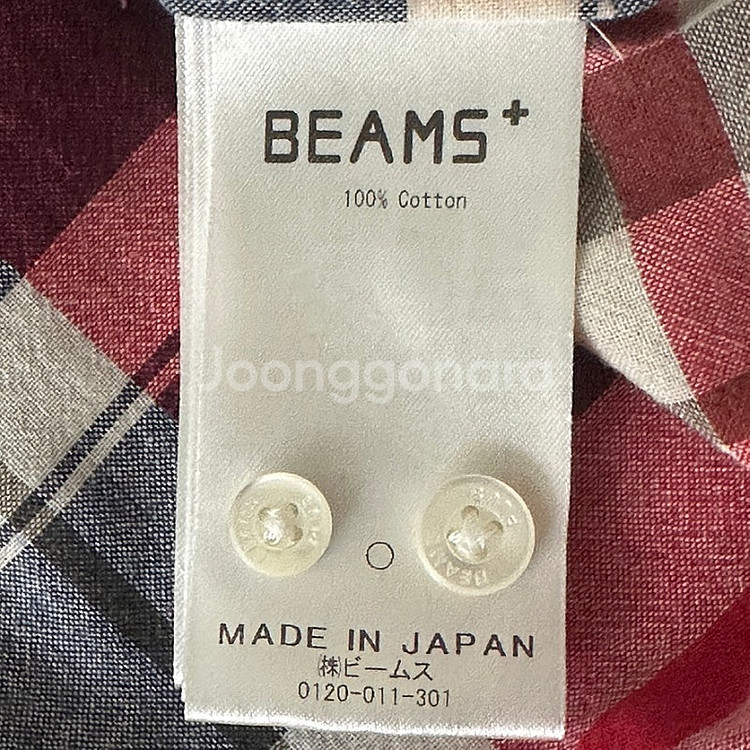 BEAMS+
100% Cotton
Joonggonara
MADE IN JAPAN
㈱ビームス
0120-011-301